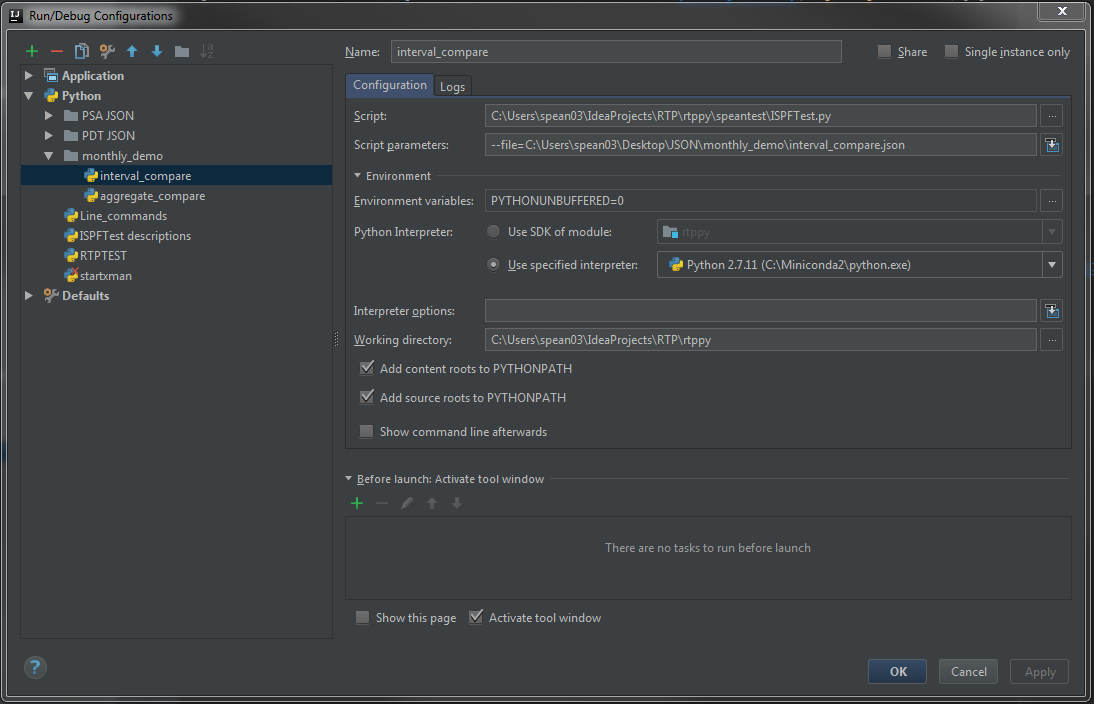 Run/Debug Configurations
Name: interval_compare Share Single instance only
Application
Python
PSA JSON
PDT JSON
monthly_demo
interval_compare
aggregate_compare
Line_commands
ISPFTest descriptions
RTPTEST
startxman
Defaults
Configuration Logs
Script: C:\Users\spean03\IdeaProjects\RTP\rtppy\speantest\ISPFTest.py ...
Script parameters: --file=C:\Users\spean03\Desktop\JSON\monthly_demo\interval_compare.json
Environment
Environment variables: PYTHONUNBUFFERED=0 ...
Python Interpreter: Use SDK of module: rtppy
Use specified interpreter: Python 2.7.11 (C:\Miniconda2\python.exe)
Interpreter options:
Working directory: C:\Users\spean03\IdeaProjects\RTP\rtppy ...
Add content roots to PYTHONPATH
Add source roots to PYTHONPATH
Show command line afterwards
Before launch: Activate tool window
There are no tasks to run before launch
Show this page Activate tool window
? OK Cancel Apply